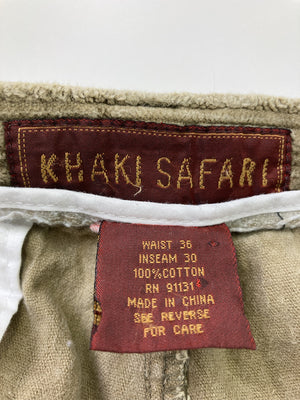 KHAKI SAFARI
WAIST 36
INSEAM 30
100%COTTON
RN 91131
MADE IN CHINA
SEE REVERSE
FOR CARE